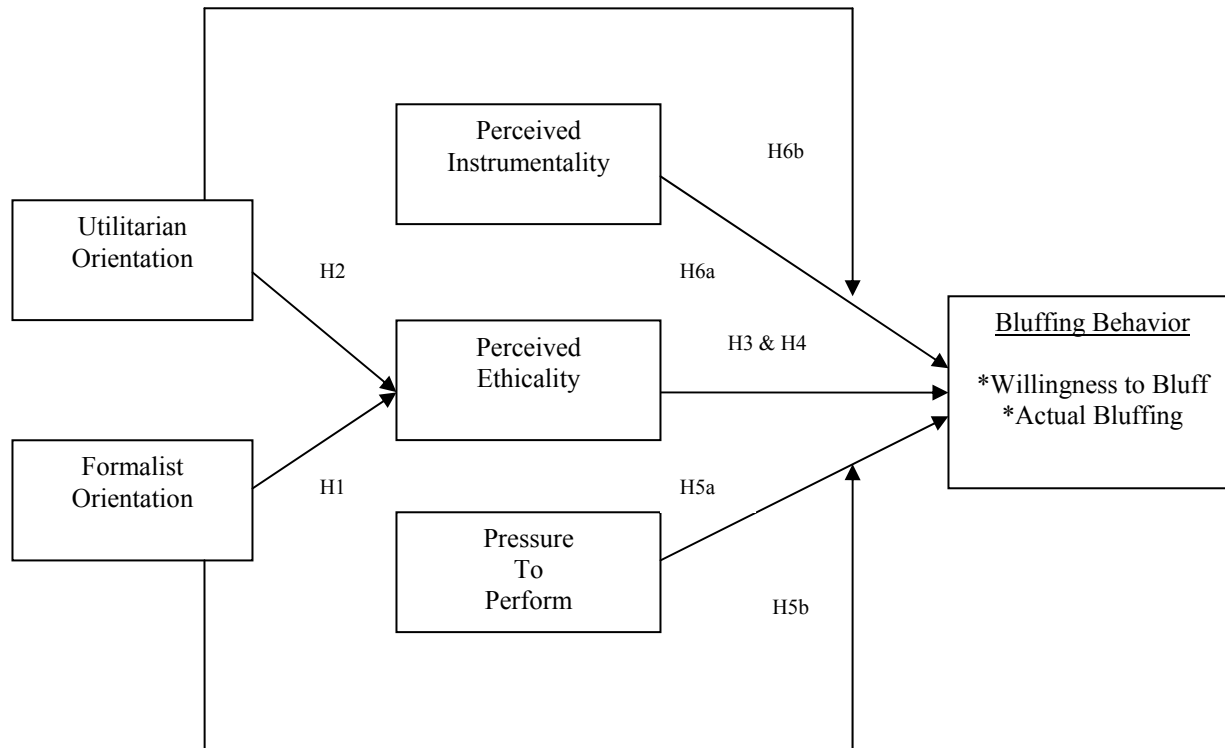 Perceived
Instrumentality
H6b
Utilitarian
Orientation
H2
H6a
Perceived
Ethicality
H3 & H4
Bluffing Behavior
*Willingness to Bluff
*Actual Bluffing
Formalist
Orientation
H1
H5a
Pressure
To
Perform
H5b